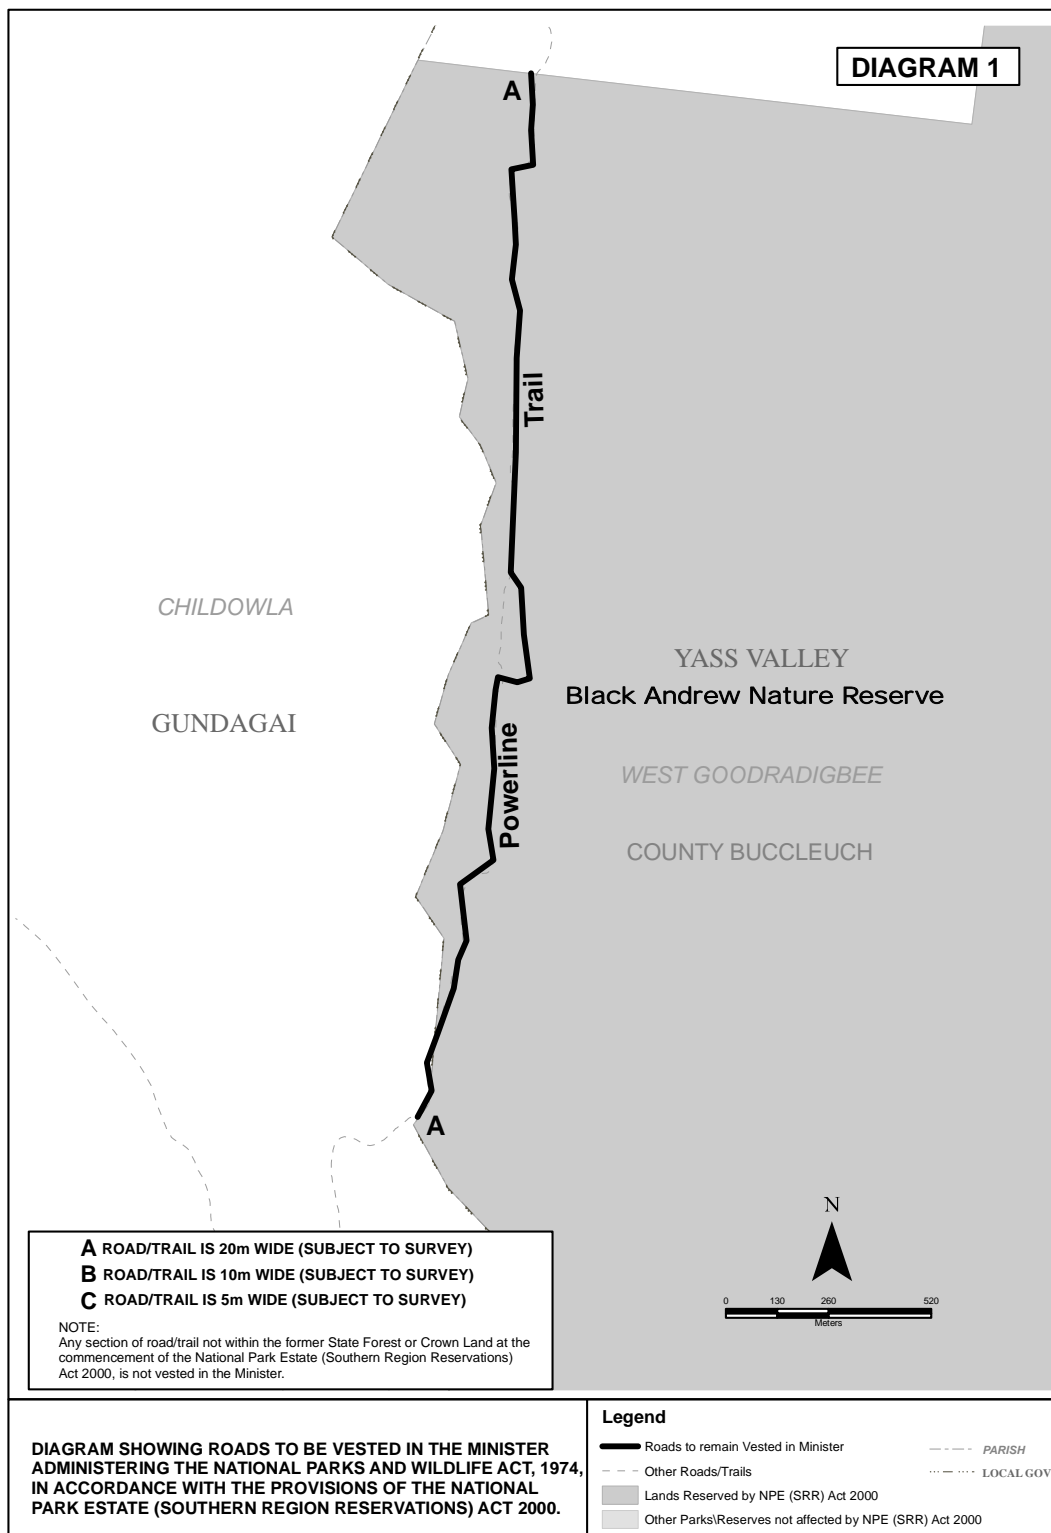 DIAGRAM 1
A
Trail
CHILDOWLA
YASS VALLEY
Black Andrew Nature Reserve
GUNDAGAI
Powerline
WEST GOODRADIGBEE
COUNTY BUCCLEUCH
A
N
0 130 260 520
Meters
A ROAD/TRAIL IS 20m WIDE (SUBJECT TO SURVEY)
B ROAD/TRAIL IS 10m WIDE (SUBJECT TO SURVEY)
C ROAD/TRAIL IS 5m WIDE (SUBJECT TO SURVEY)
NOTE:
Any section of road/trail not within the former State Forest or Crown Land at the
commencement of the National Park Estate (Southern Region Reservations)
Act 2000, is not vested in the Minister.
DIAGRAM SHOWING ROADS TO BE VESTED IN THE MINISTER
ADMINISTERING THE NATIONAL PARKS AND WILDLIFE ACT, 1974,
IN ACCORDANCE WITH THE PROVISIONS OF THE NATIONAL
PARK ESTATE (SOUTHERN REGION RESERVATIONS) ACT 2000.
Legend
Roads to remain Vested in Minister
Other Roads/Trails
Lands Reserved by NPE (SRR) Act 2000
Other Parks\Reserves not affected by NPE (SRR) Act 2000
PARISH
LOCAL GOV